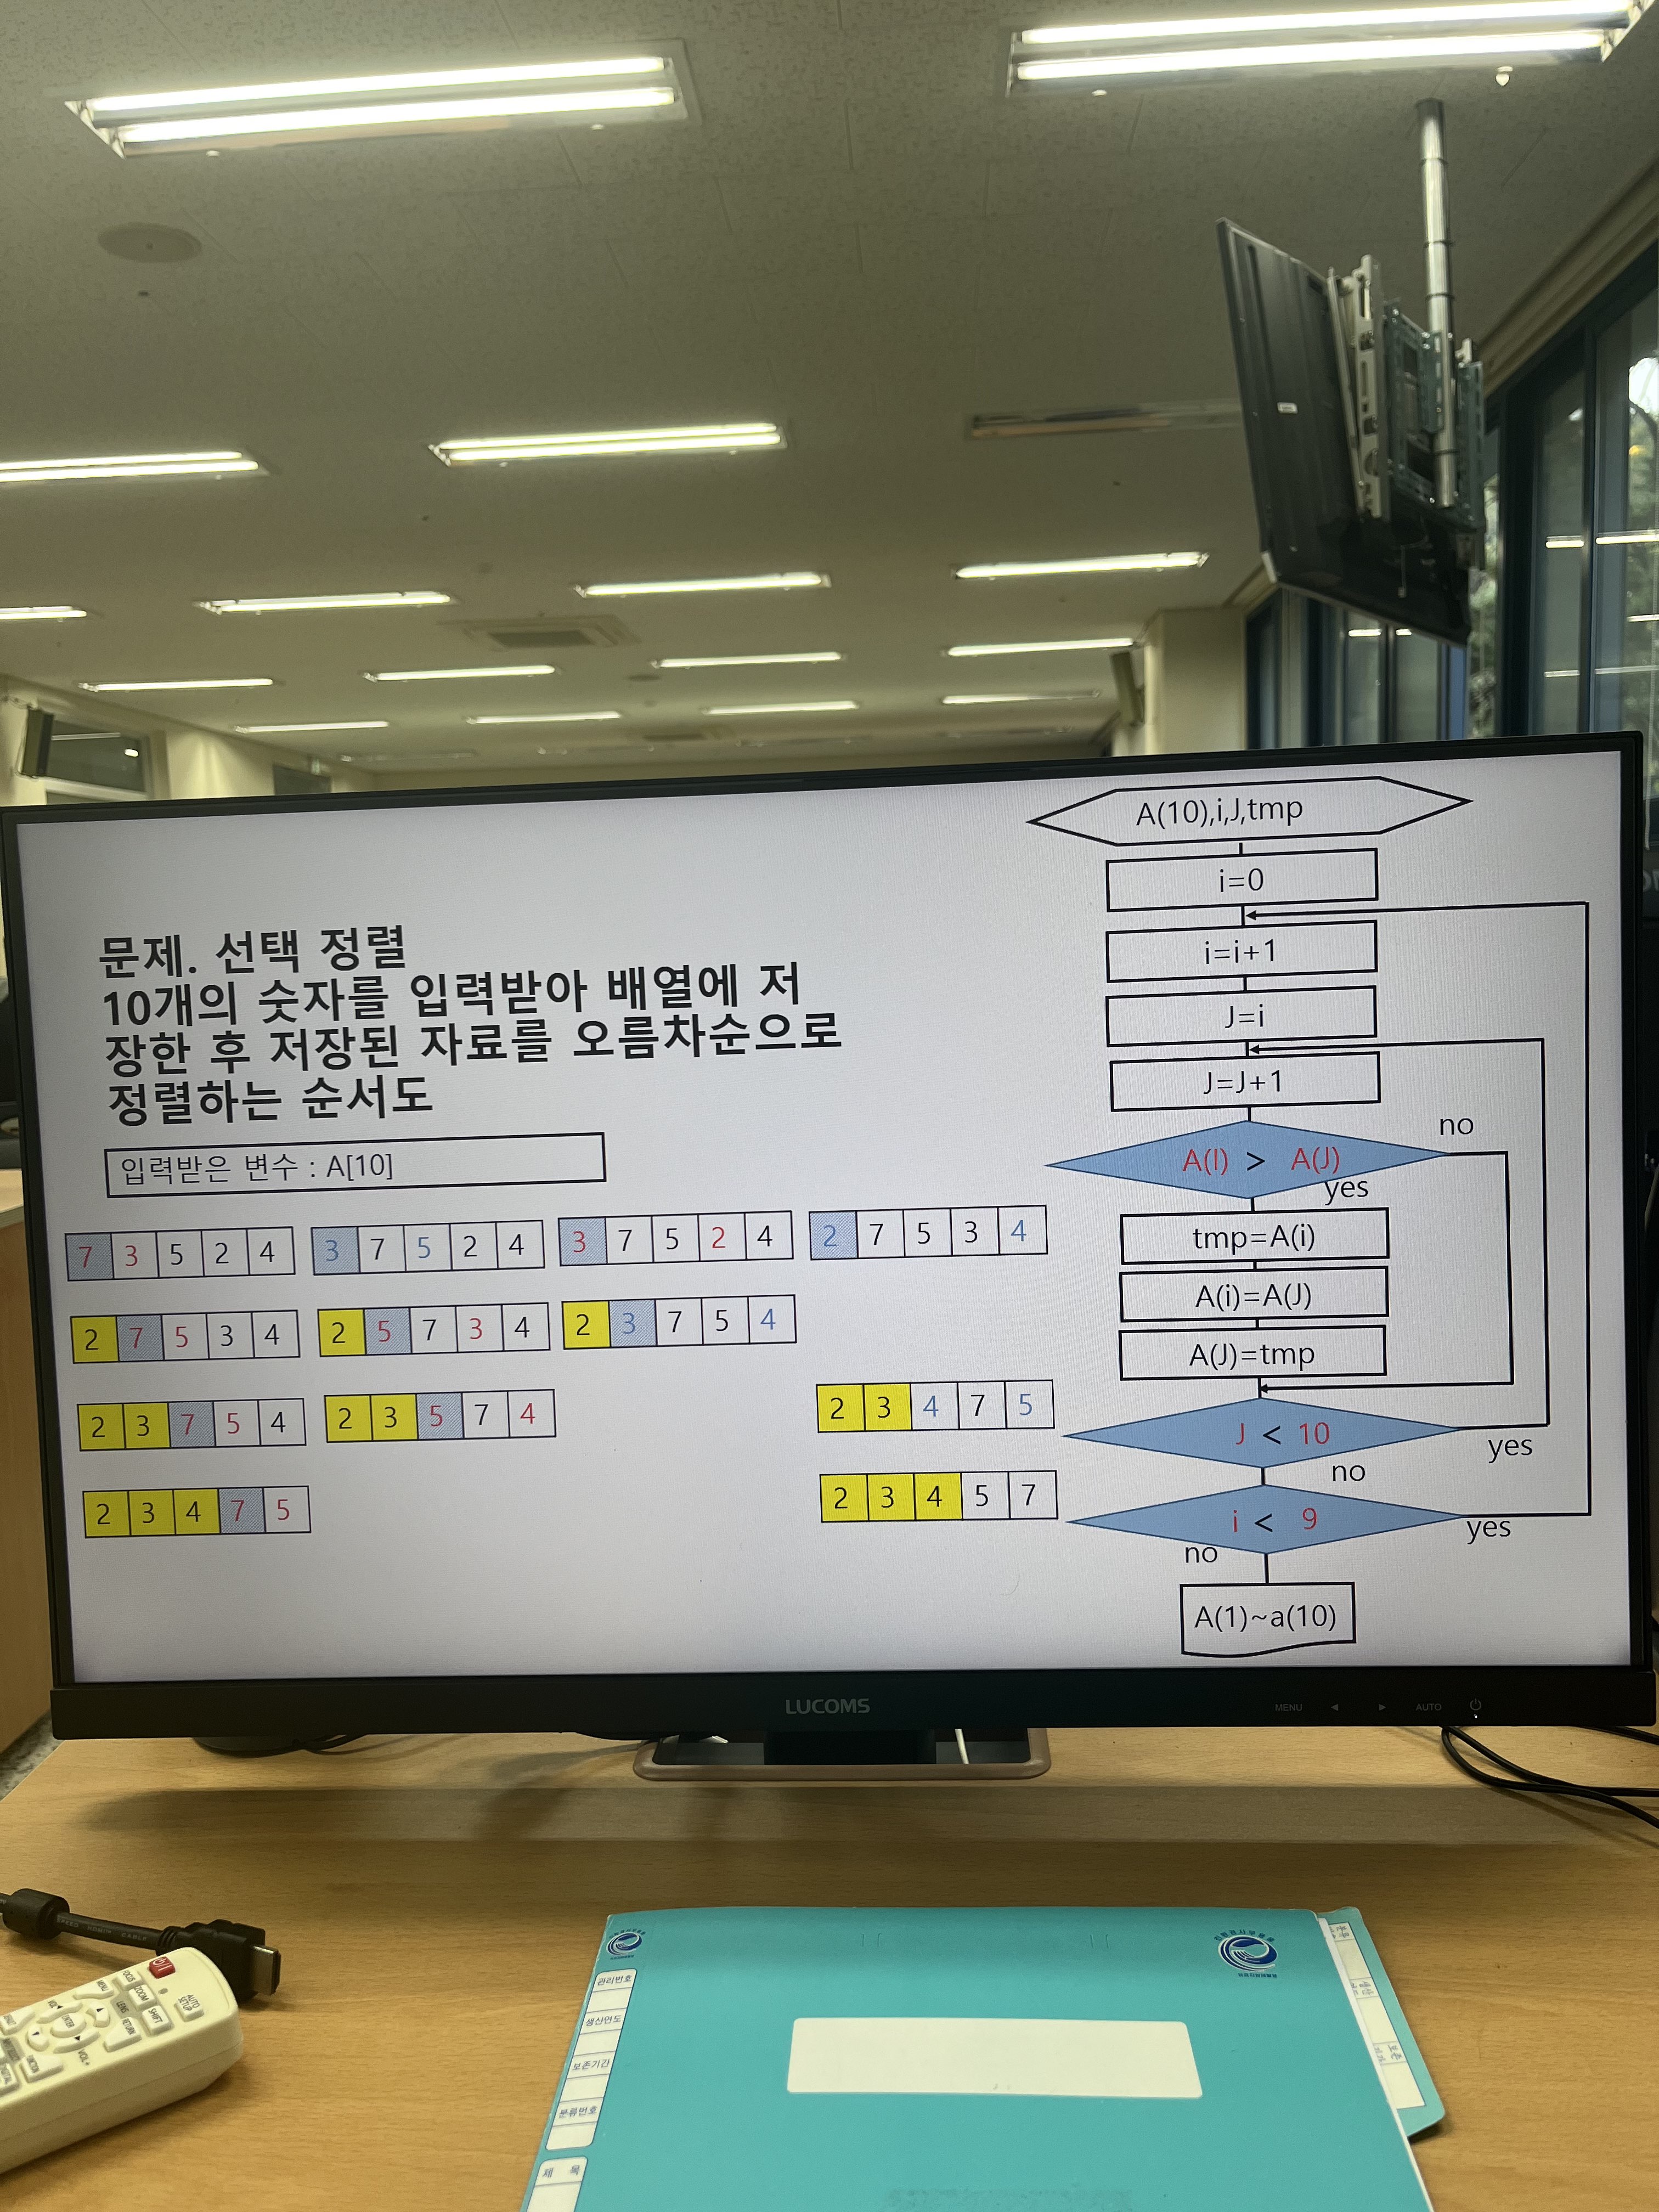 문제. 선택 정렬
10개의 숫자를 입력받아 배열에 저
장한 후 저장된 자료를 오름차순으로
정렬하는 순서도
입력받은 변수 : A[10]
7 3 5 2 4
3 7 5 2 4
3 7 5 2 4
2 7 5 3 4
2 7 5 3 4
2 5 7 3 4
2 3 7 5 4
2 3 7 5 4
2 3 5 7 4
2 3 4 7 5
2 3 4 7 5
2 3 4 5 7
A(10),i,J,tmp
i=0
i=i+1
J=i
J=J+1
A(I) > A(J)
no
yes
tmp=A(i)
A(i)=A(J)
A(J)=tmp
J < 10
yes
no
i < 9
yes
no
A(1)~a(10)
LUCOMS
MENU
AUTO
AUTO SETUP
ZOOM
SHIFT
RETURN
관리번호
생산연도
보존기간
분류번호
제 목